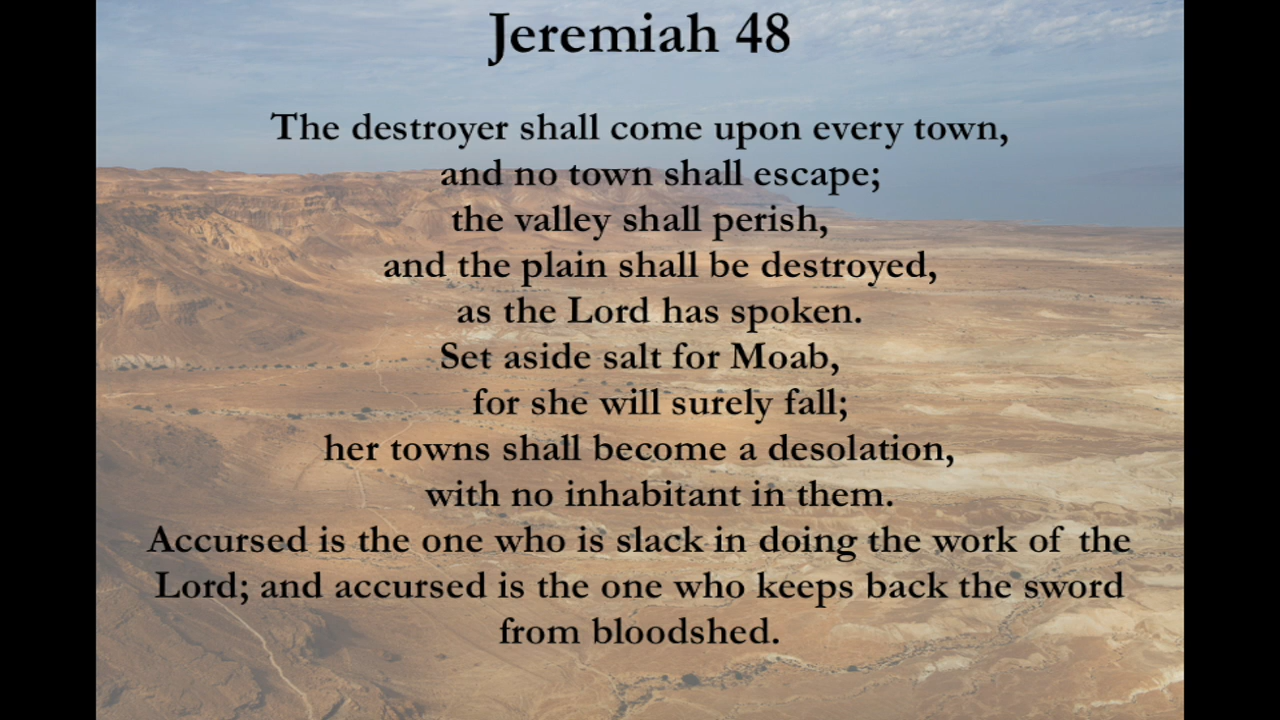 Jeremiah 48
The destroyer shall come upon every town,
and no town shall escape;
the valley shall perish,
and the plain shall be destroyed,
as the Lord has spoken.
Set aside salt for Moab,
for she will surely fall;
her towns shall become a desolation,
with no inhabitant in them.
Accursed is the one who is slack in doing the work of the
Lord; and accursed is the one who keeps back the sword
from bloodshed.